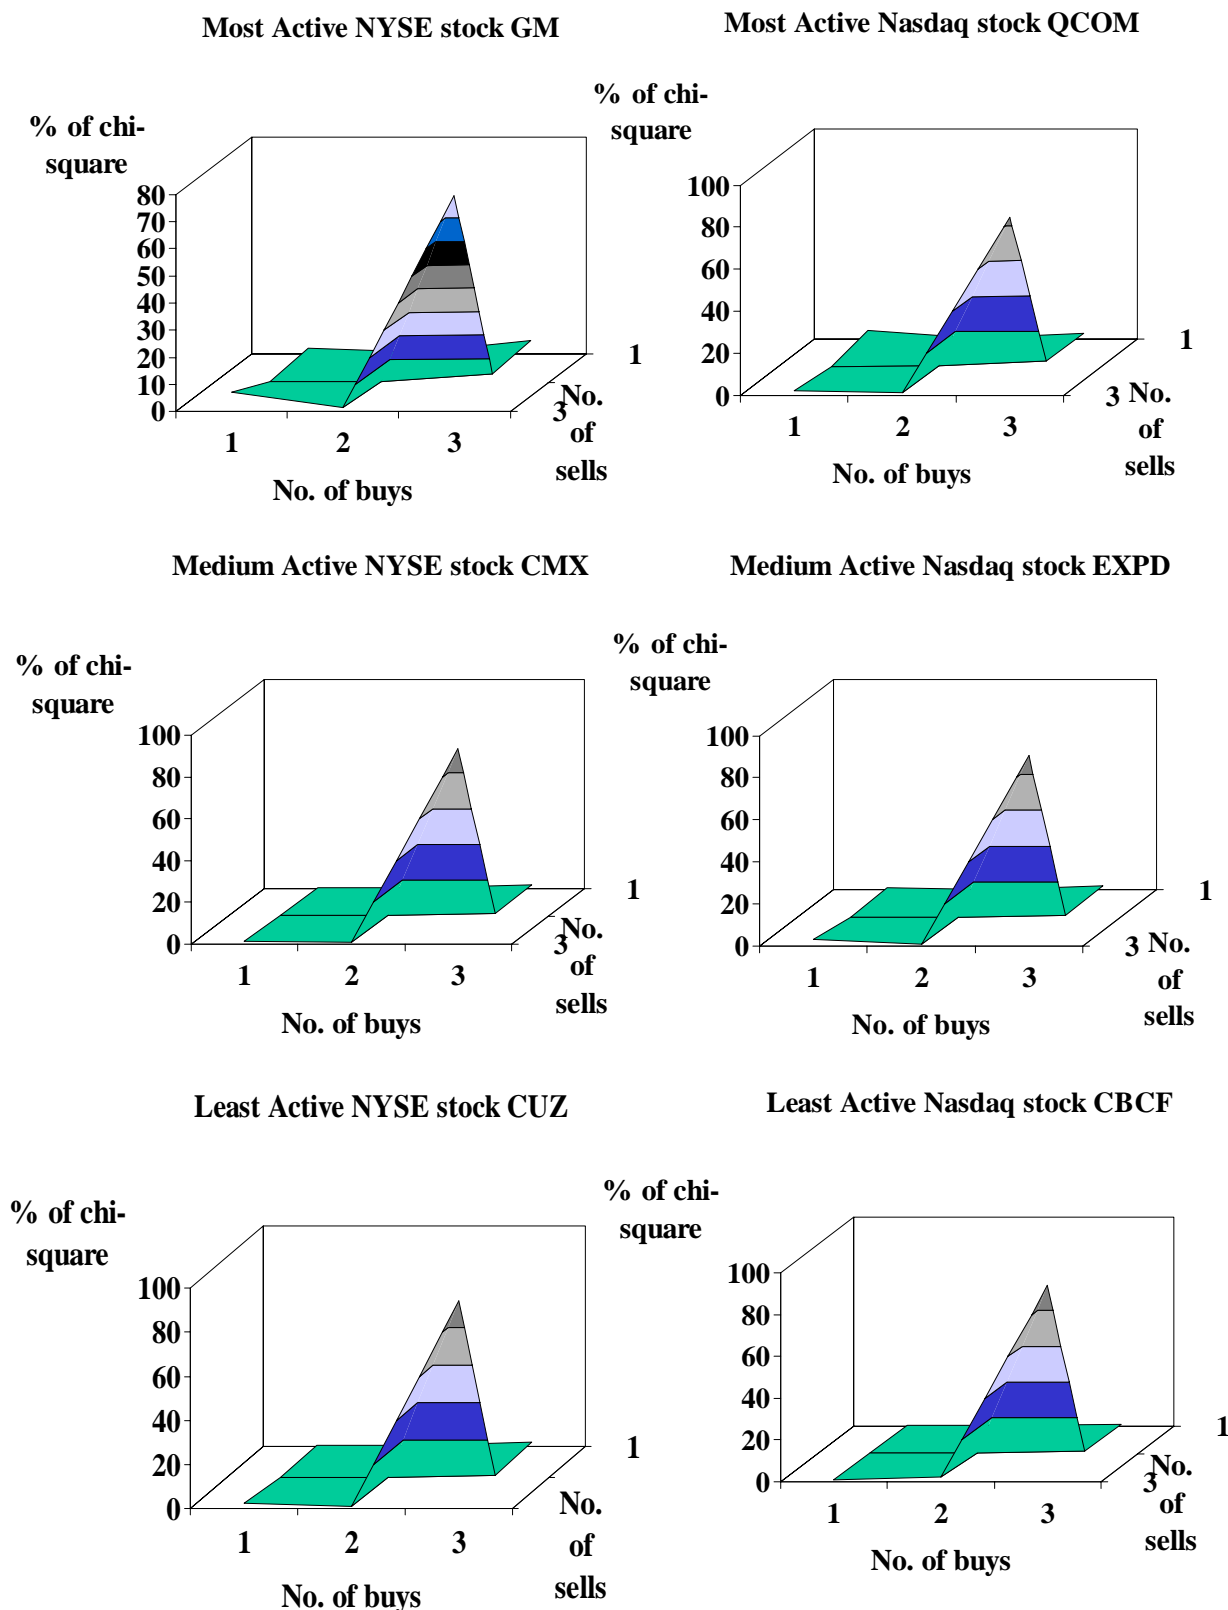 Most Active NYSE stock GM
% of chi-
square
80
70
60
50
40
30
20
10
0
1
2
3
No. of buys
1
3
No.
of
sells
Most Active Nasdaq stock QCOM
% of chi-
square
100
80
60
40
20
0
1
2
3
No. of buys
1
3
No.
of
sells
Medium Active NYSE stock CMX
% of chi-
square
100
80
60
40
20
0
1
2
3
No. of buys
1
3
No.
of
sells
Medium Active Nasdaq stock EXPD
% of chi-
square
100
80
60
40
20
0
1
2
3
No. of buys
1
3
No.
of
sells
Least Active NYSE stock CUZ
% of chi-
square
100
80
60
40
20
0
1
2
3
No. of buys
1
No.
of
sells
Least Active Nasdaq stock CBCF
% of chi-
square
100
80
60
40
20
0
1
2
3
No. of buys
1
3
No.
of
sells